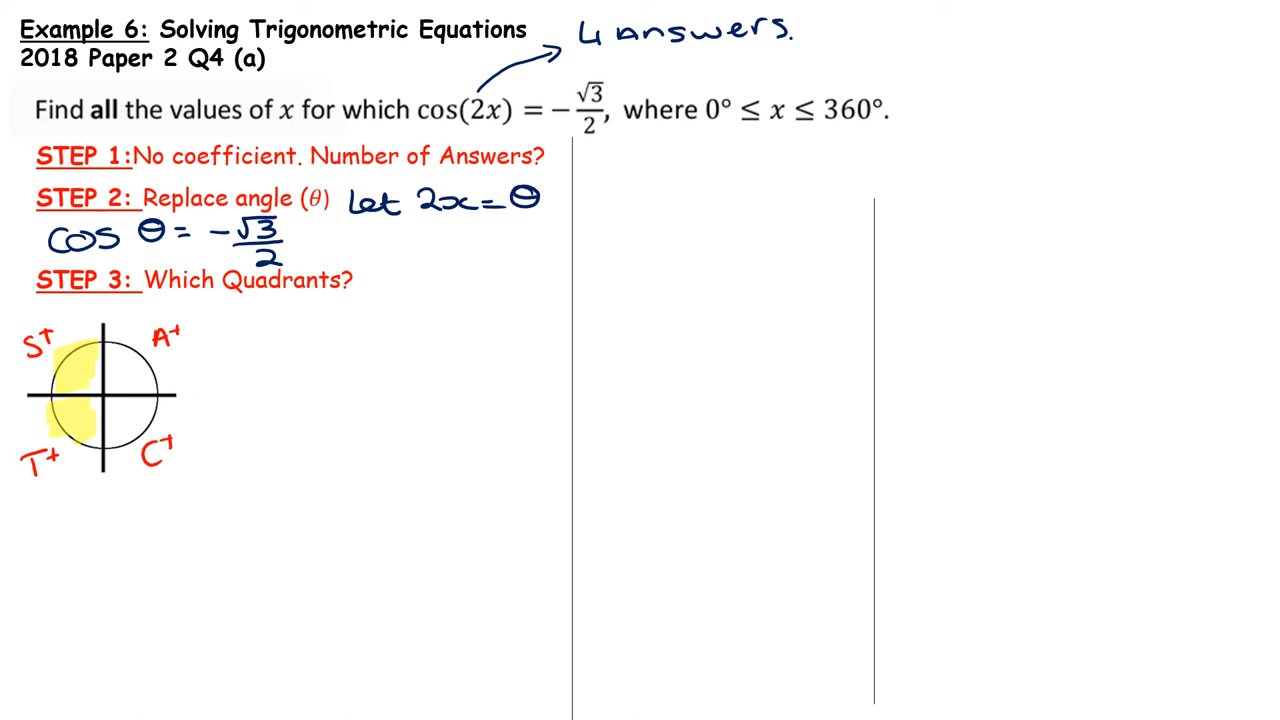 Example 6: Solving Trigonometric Equations
2018 Paper 2 Q4 (a)
4 answers.
Find all the values of x for which cos(2x) = −√3/2, where 0° ≤ x ≤ 360°.
STEP 1:No coefficient. Number of Answers?
STEP 2: Replace angle (θ) Let 2x = θ
cos θ = −√3/2
STEP 3: Which Quadrants?
S+ A+
T+ C+